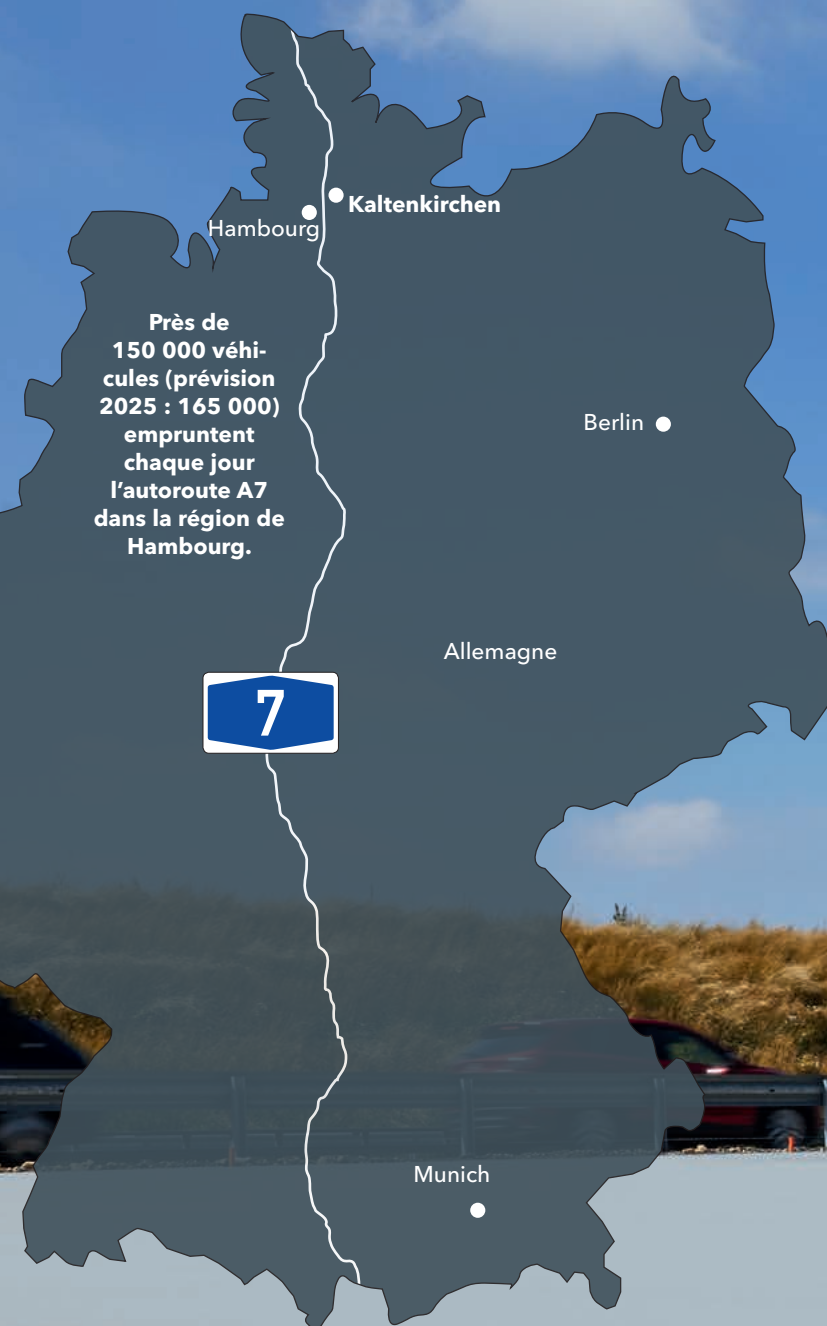 Kaltenkirchen
Hambourg
Près de
150 000 véhi-
cules (prévision
2025 : 165 000)
empruntent
chaque jour
l’autoroute A7
dans la région de
Hambourg.
Berlin
Allemagne
7
Munich